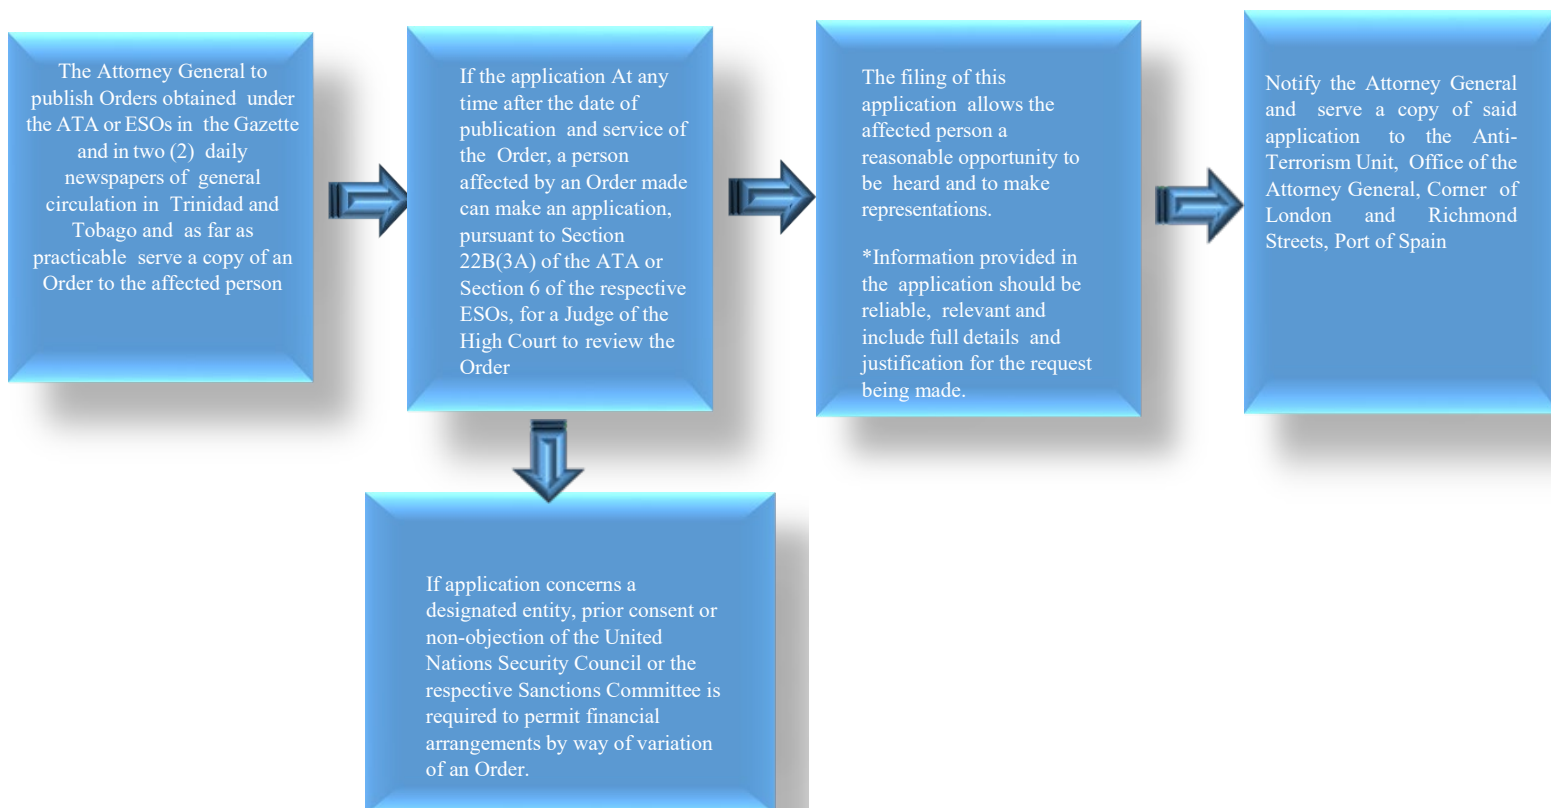 The Attorney General to
publish Orders obtained under
the ATA or ESOs in the Gazette
and in two (2) daily
newspapers of general
circulation in Trinidad and
Tobago and as far as
practicable serve a copy of an
Order to the affected person
If the application At any
time after the date of
publication and service of
the Order, a person
affected by an Order made
can make an application,
pursuant to Section
22B(3A) of the ATA or
Section 6 of the respective
ESOs, for a Judge of the
High Court to review the
Order
The filing of this
application allows the
affected person a
reasonable opportunity to
be heard and to make
representations.
*Information provided in
the application should be
reliable, relevant and
include full details and
justification for the request
being made.
Notify the Attorney General
and serve a copy of said
application to the Anti-
Terrorism Unit, Office of the
Attorney General, Corner of
London and Richmond
Streets, Port of Spain
If application concerns a
designated entity, prior consent or
non-objection of the United
Nations Security Council or the
respective Sanctions Committee is
required to permit financial
arrangements by way of variation
of an Order.